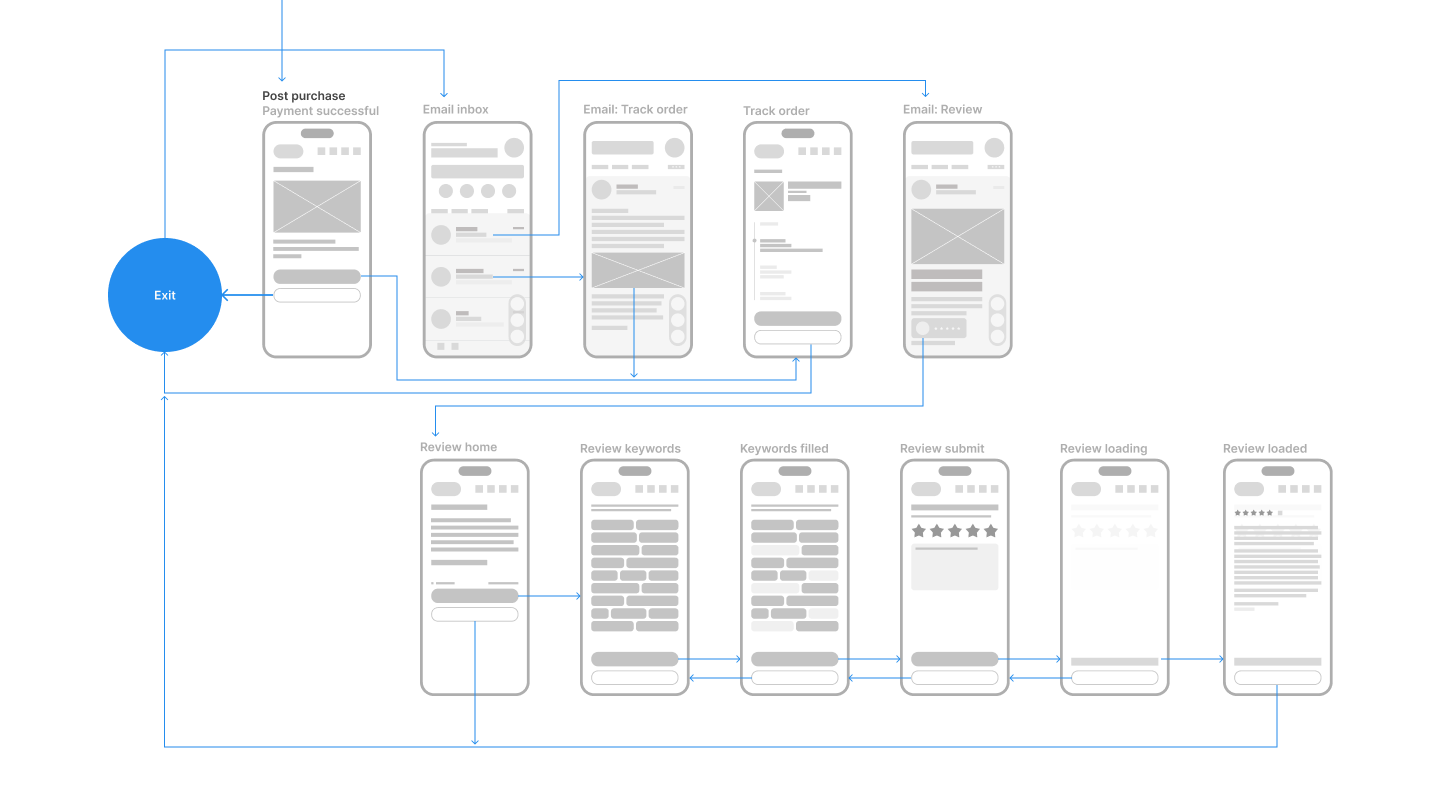 Post purchase
Payment successful
Email inbox
Email: Track order
Track order
Email: Review
Exit
Review home
Review keywords
Keywords filled
Review submit
Review loading
Review loaded